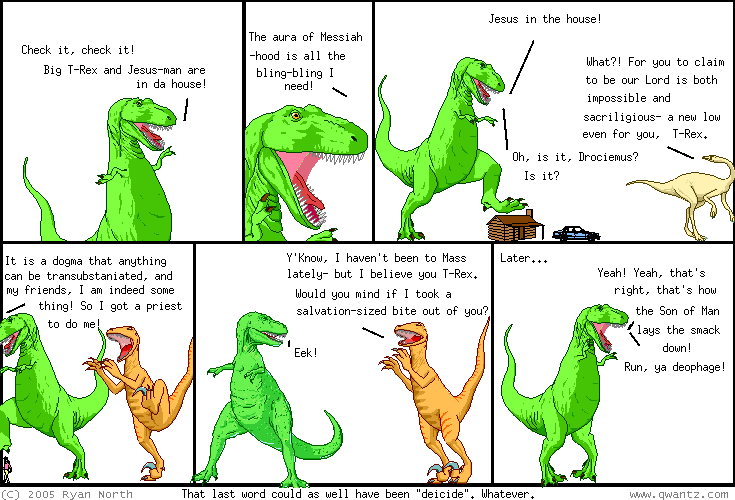 Check it, check it!
Big T-Rex and Jesus-man are
in da house!
The aura of Messiah
-hood is all the
bling-bling I
need!
Jesus in the house!
What?! For you to claim
to be our Lord is both
impossible and
sacriligious- a new low
even for you, T-Rex.
Oh, is it, Drociemus?
Is it?
It is a dogma that anything
can be transubstaniated, and
my friends, I am indeed some
thing! So I got a priest
to do me!
Y'Know, I haven't been to Mass
lately- but I believe you T-Rex.
Would you mind if I took a
salvation-sized bite out of you?
Eek!
Later...
Yeah! Yeah, that's
right, that's how
the Son of Man
lays the smack
down!
Run, ya deophage!
(C) 2005 Ryan North
That last word could as well have been "deicide". Whatever.
www.qwantz.com